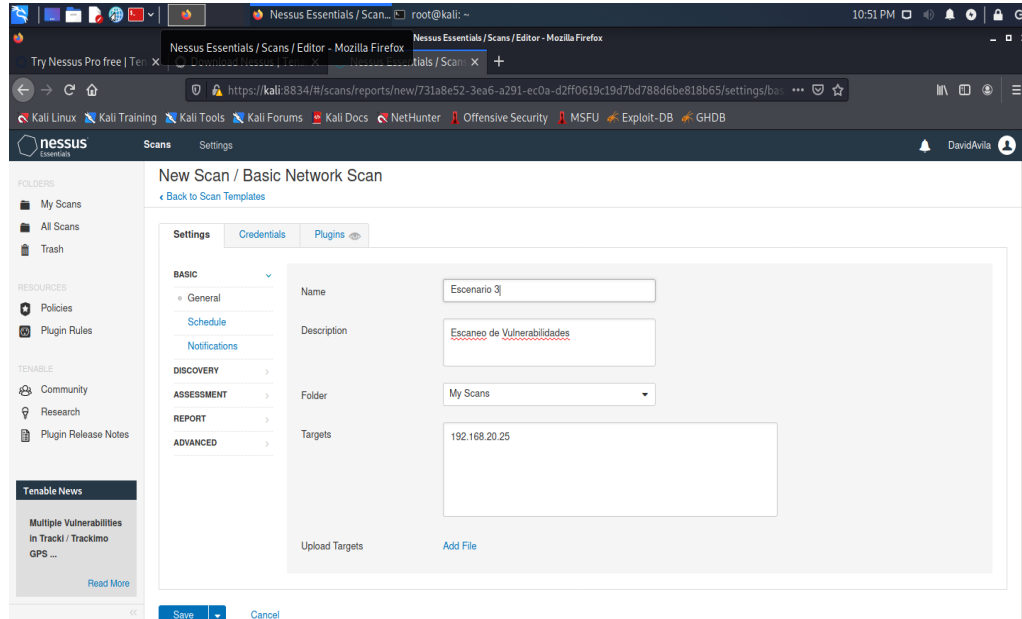 Nessus Essentials / Scan... root@kali: ~ 10:51 PM
Nessus Essentials / Scans / Editor - Mozilla Firefox
Nessus Essentials / Scans / Editor - Mozilla Firefox
Try Nessus Pro free | Ten Download Nessus | Ten Nessus Essentials / Scans
https://kali:8834/#/scans/reports/new/731a8e52-3ea6-a291-ec0a-d2ff0619c19d7bd788d6be818b65/settings/bas
Kali Linux Kali Training Kali Tools Kali Forums Kali Docs NetHunter Offensive Security MSFU Exploit-DB GHDB
nessus Scans Settings DavidAvila
Essentials
New Scan / Basic Network Scan
‹ Back to Scan Templates
FOLDERS
My Scans
All Scans
Trash
RESOURCES
Policies
Plugin Rules
TENABLE
Community
Research
Plugin Release Notes
Tenable News
Multiple Vulnerabilities
in Tracki / Trackimo
GPS ...
Read More
Settings Credentials Plugins
BASIC
General
Schedule
Notifications
DISCOVERY
ASSESSMENT
REPORT
ADVANCED
Name Escenario 3
Description Escaneo de Vulnerabilidades
Folder My Scans
Targets 192.168.20.25
Upload Targets Add File
Save Cancel